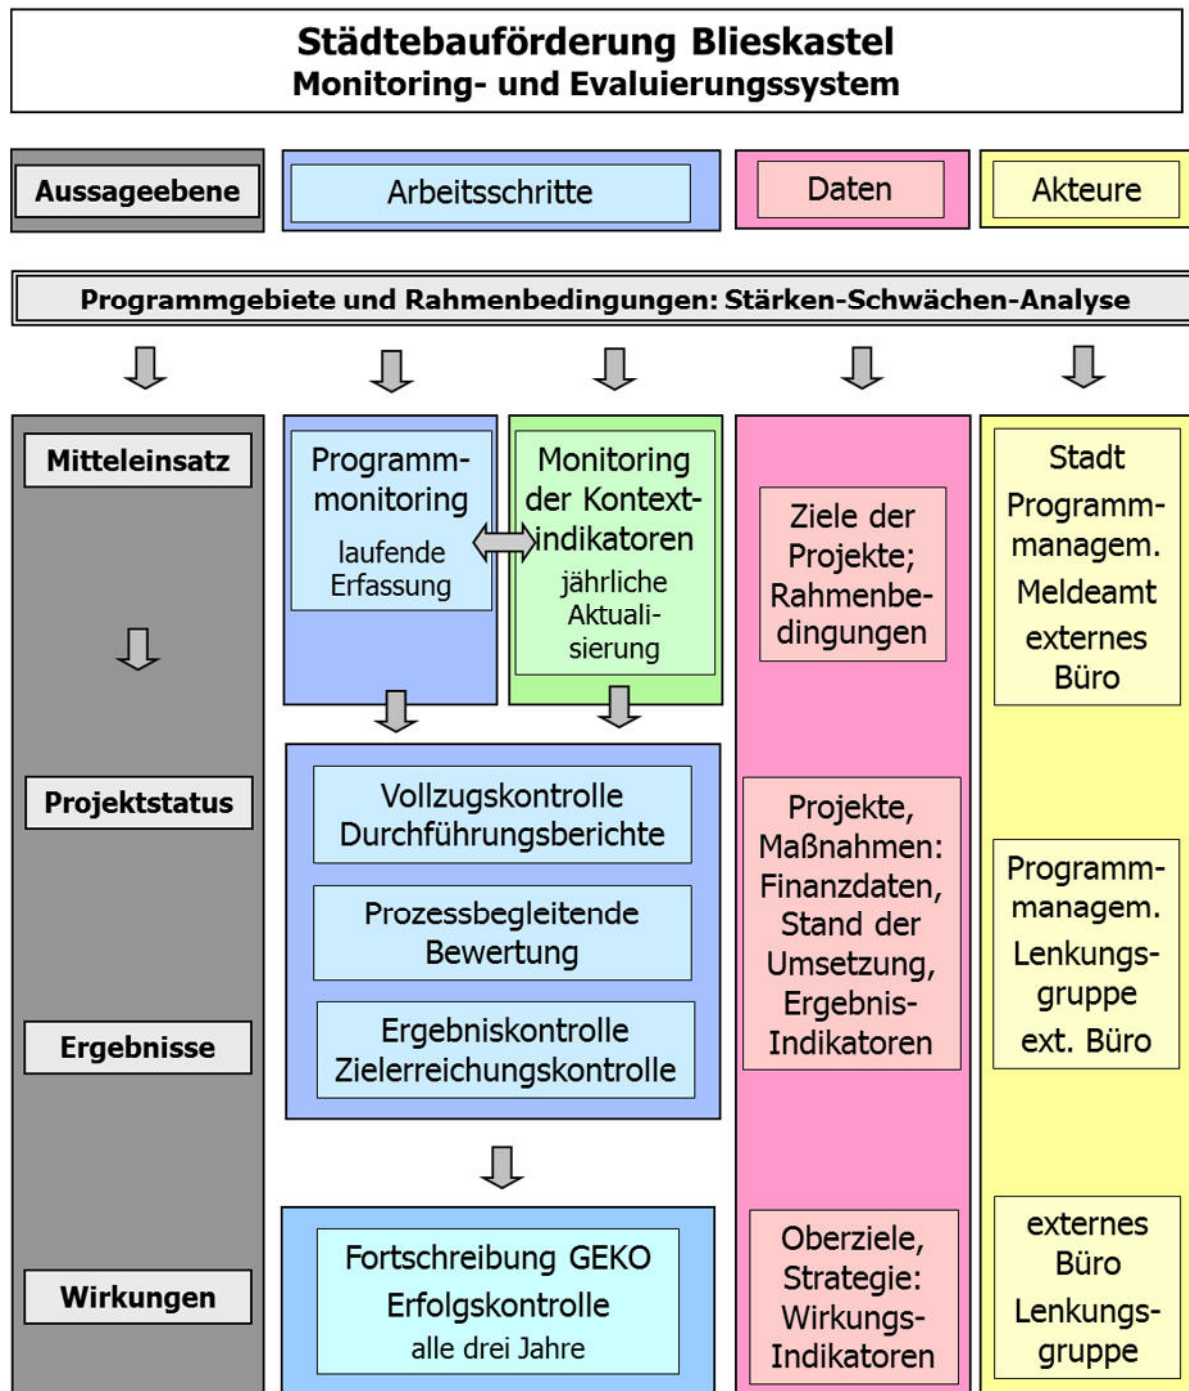 Städtebauförderung Blieskastel
Monitoring- und Evaluierungssystem
Aussageebene
Arbeitsschritte
Daten
Akteure
Programmgebiete und Rahmenbedingungen: Stärken-Schwächen-Analyse
Mitteleinsatz
Programm-
monitoring
laufende
Erfassung
Monitoring
der Kontext-
indikatoren
jährliche
Aktuali-
sierung
Ziele der
Projekte;
Rahmenbe-
dingungen
Stadt
Programm-
managem.
Meldeamt
externes
Büro
Projektstatus
Vollzugskontrolle
Durchführungsberichte
Prozessbegleitende
Bewertung
Ergebnisse
Ergebniskontrolle
Zielerreichungskontrolle
Projekte,
Maßnahmen:
Finanzdaten,
Stand der
Umsetzung,
Ergebnis-
Indikatoren
Programm-
managem.
Lenkungs-
gruppe
ext. Büro
Wirkungen
Fortschreibung GEKO
Erfolgskontrolle
alle drei Jahre
Oberziele,
Strategie:
Wirkungs-
Indikatoren
externes
Büro
Lenkungs-
gruppe